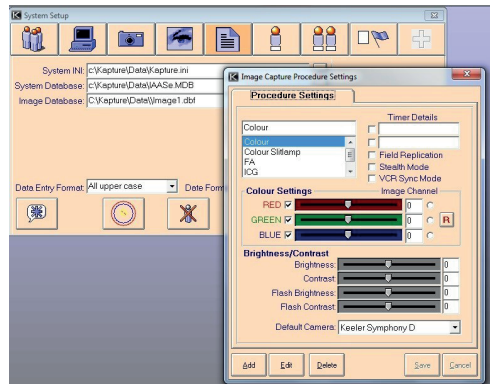 System Setup
System INI: c:\Kapture\Data\Kapture.ini
System Database: c:\Kapture\Data\IAASe.MDB
Image Database: C:\Kapture\Data\\Image1.dbf
Data Entry Format: All upper case
Date Form
Image Capture Procedure Settings
Procedure Settings
Timer Details
Colour
Colour
Colour Slitlamp
FA
ICG
Field Replication
Stealth Mode
VCR Sync Mode
Colour Settings
Image Channel
RED 0
GREEN 0 R
BLUE 0
Brightness/Contrast
Brightness: 0
Contrast: 0
Flash Brightness: 0
Flash Contrast: 0
Default Camera: Keeler Symphony D
Add Edit Delete Save Cancel